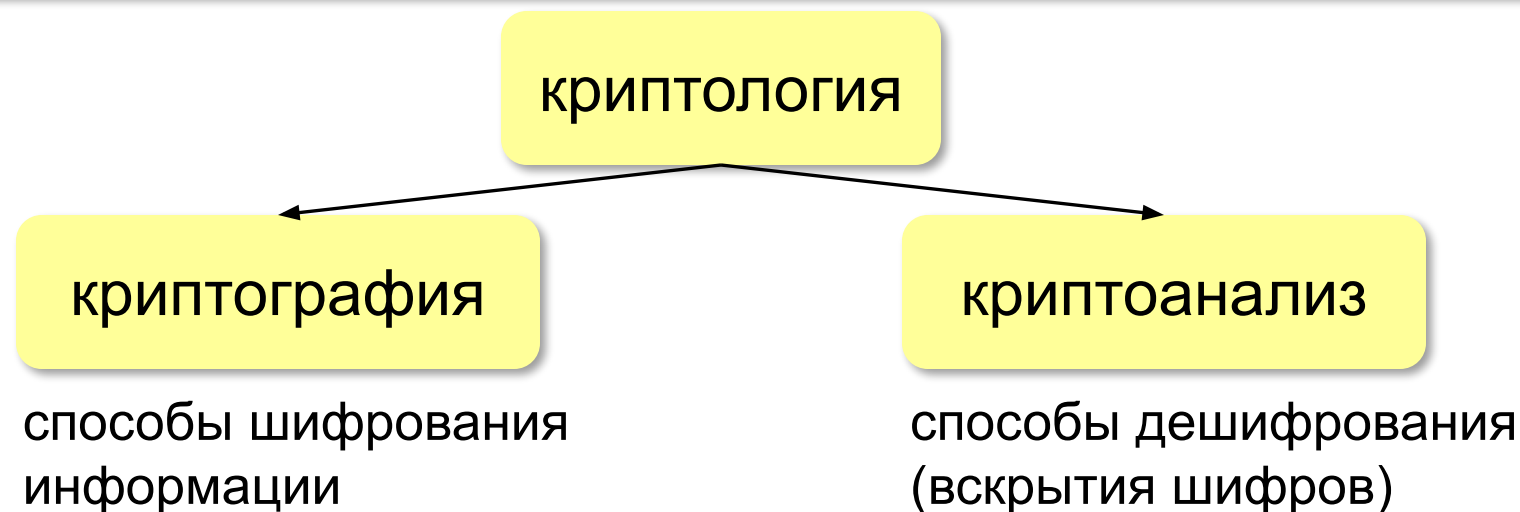 криптология
криптография
криптоанализ
способы шифрования
информации
способы дешифрования
(вскрытия шифров)